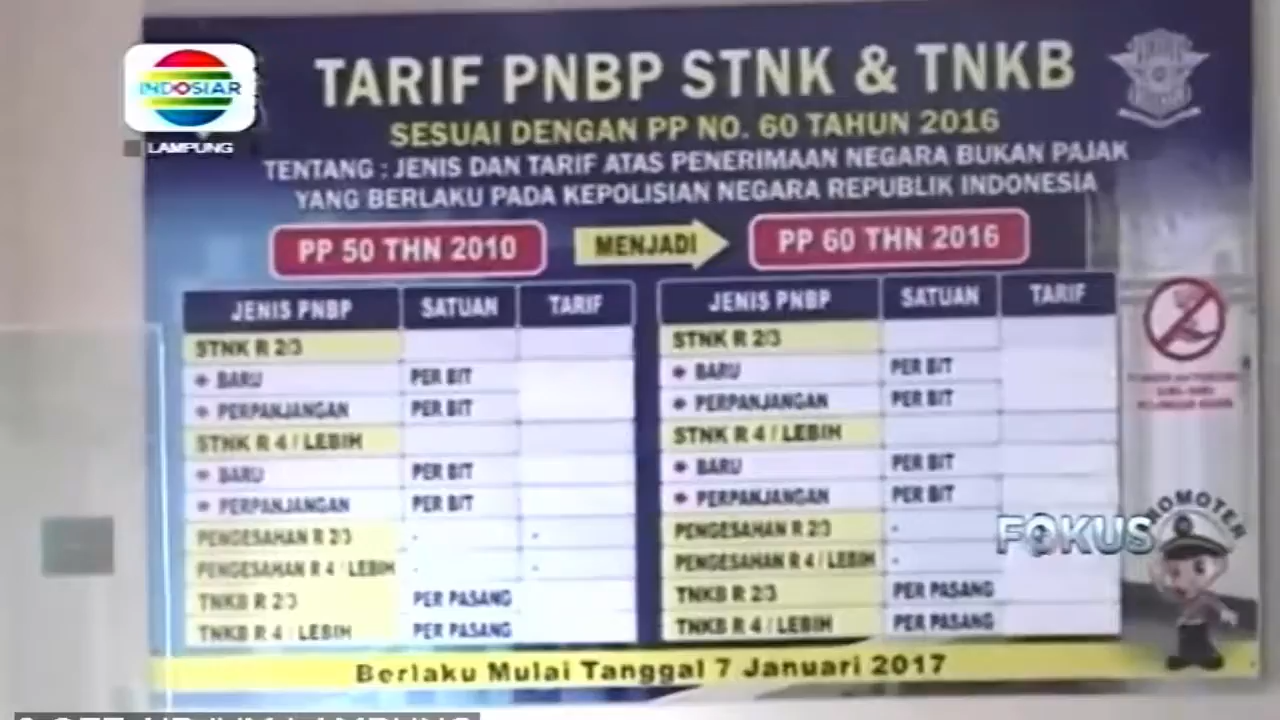 INDOSIAR
LAMPUNG
TARIF PNBP STNK & TNKB
SESUAI DENGAN PP NO. 60 TAHUN 2016
TENTANG : JENIS DAN TARIF ATAS PENERIMAAN NEGARA BUKAN PAJAK
YANG BERLAKU PADA KEPOLISIAN NEGARA REPUBLIK INDONESIA
PP 50 THN 2010 MENJADI PP 60 THN 2016
JENIS PNBP SATUAN TARIF
STNK R 2/3
BARU PER BIT
PERPANJANGAN PER BIT
STNK R 4 / LEBIH
BARU PER BIT
PERPANJANGAN PER BIT
PENGESAHAN R 2/3 - -
PENGESAHAN R 4 / LEBIH - -
TNKB R 2/3 PER PASANG
TNKB R 4 / LEBIH PER PASANG
JENIS PNBP SATUAN TARIF
STNK R 2/3
BARU PER BIT
PERPANJANGAN PER BIT
STNK R 4 / LEBIH
BARU PER BIT
PERPANJANGAN PER BIT
PENGESAHAN R 2/3 -
PENGESAHAN R 4 / LEBIH -
TNKB R 2/3 PER PASANG
TNKB R 4 / LEBIH PER PASANG
FOKUS
PROMOTER
Berlaku Mulai Tanggal 7 Januari 2017